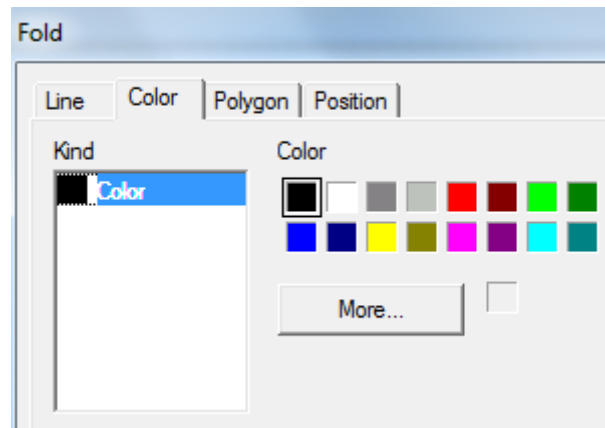 Fold
Line Color Polygon Position
Kind
Color
Color
More...